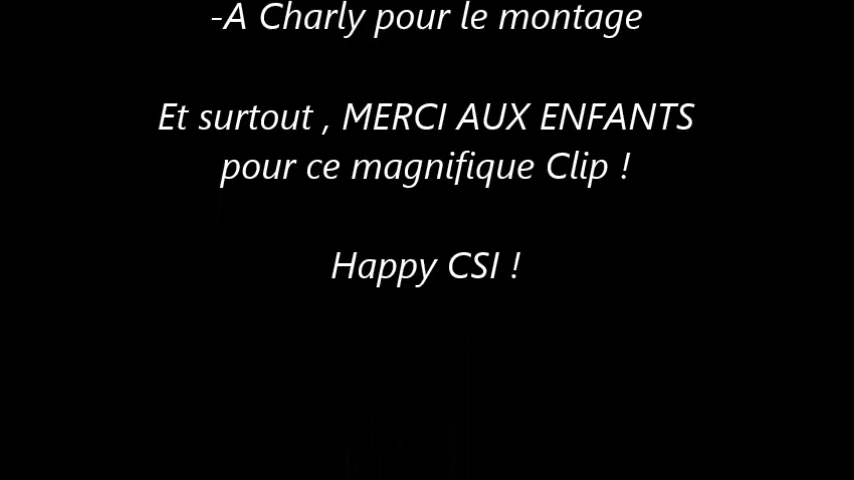 -A Charly pour le montage
Et surtout , MERCI AUX ENFANTS
pour ce magnifique Clip !
Happy CSI !